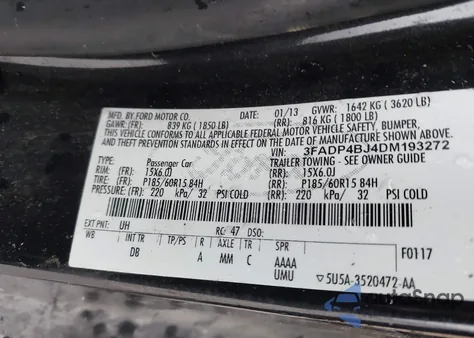 MFD. BY FORD MOTOR CO.
01/13 GVWR: 1642 KG ( 3620 LB)
GAWR: (FR): 839 KG ( 1850 LB) (RR): 816 KG ( 1800 LB)
THIS VEHICLE CONFORMS TO ALL APPLICABLE FEDERAL MOTOR VEHICLE SAFETY, BUMPER,
AND THEFT PREVENTION STANDARDS IN EFFECT ON THE DATE OF MANUFACTURE SHOWN ABOVE.
VIN: 3FADP4BJ4DM193272
Type: Passenger Car TRAILER TOWING - SEE OWNER GUIDE
RIM: (FR): 15X6.0J (RR): 15X6.0J
TIRE: (FR): P185/60R15 84H (RR): P185/60R15 84H
PRESSURE: (FR): 220 kPa/ 32 PSI COLD (RR): 220 kPa/ 32 PSI COLD
EXT PNT: UH RC: 47 DSO: F0117
WB INT TR TP/PS R AXLE TR SPR
DB A MM C AAAA
UMU
▽5U5A-3520472-AA
autoSnap